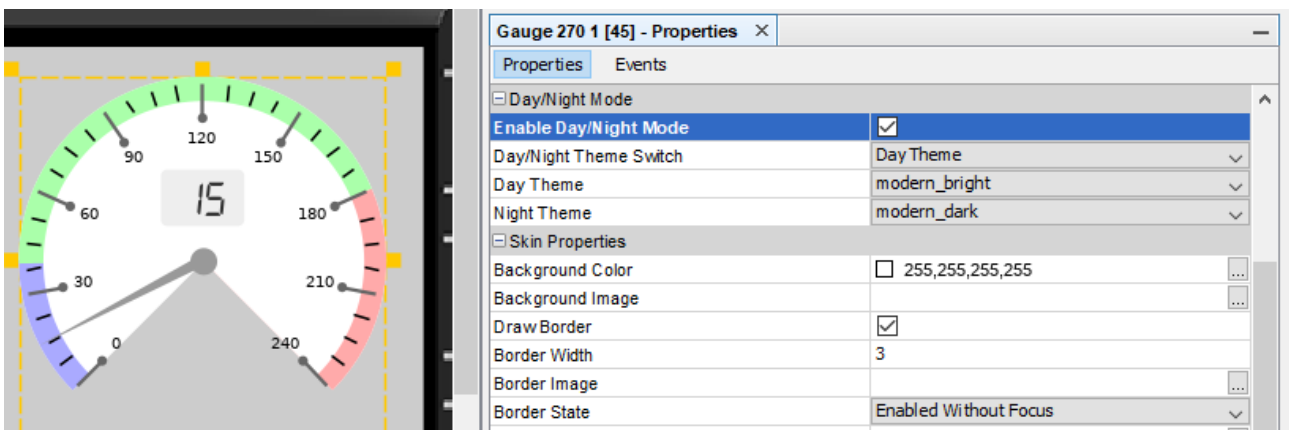 120
90
150
15
60
180
30
210
0
240
Gauge 270 1 [45] - Properties
Properties Events
Day/Night Mode
Enable Day/Night Mode
Day/Night Theme Switch Day Theme
Day Theme modern_bright
Night Theme modern_dark
Skin Properties
Background Color 255,255,255,255 ...
Background Image ...
Draw Border
Border Width 3
Border Image ...
Border State Enabled Without Focus